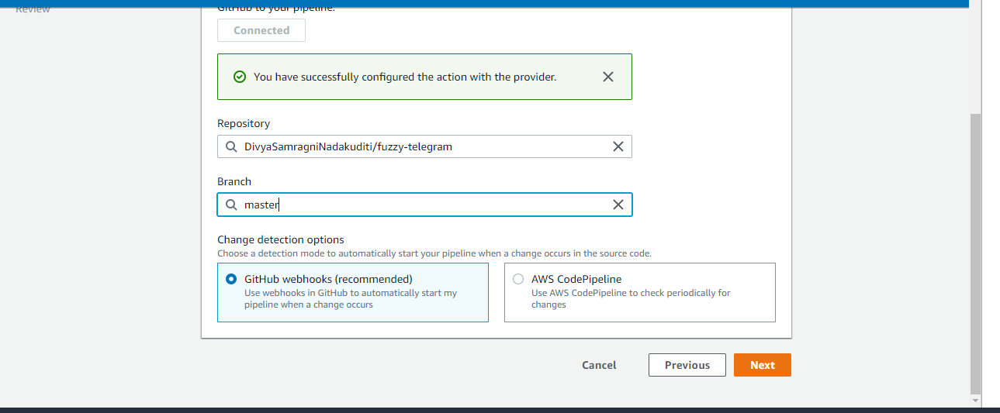 Review
GitHub to your pipeline.
Connected
You have successfully configured the action with the provider.
Repository
DivyaSamragniNadakuditi/fuzzy-telegram
Branch
master
Change detection options
Choose a detection mode to automatically start your pipeline when a change occurs in the source code.
GitHub webhooks (recommended)
Use webhooks in GitHub to automatically start my
pipeline when a change occurs
AWS CodePipeline
Use AWS CodePipeline to check periodically for
changes
Cancel
Previous
Next